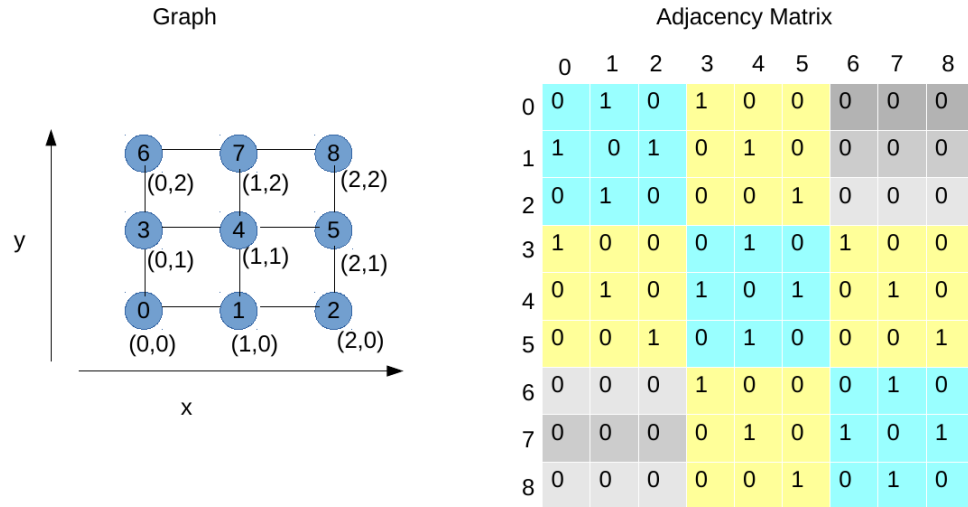 Graph
6 7 8
(0,2) (1,2) (2,2)
3 4 5
(0,1) (1,1) (2,1)
0 1 2
(0,0) (1,0) (2,0)
y
x
Adjacency Matrix
0 1 2 3 4 5 6 7 8
0 0 1 0 1 0 0 0 0 0
1 1 0 1 0 1 0 0 0 0
2 0 1 0 0 0 1 0 0 0
3 1 0 0 0 1 0 1 0 0
4 0 1 0 1 0 1 0 1 0
5 0 0 1 0 1 0 0 0 1
6 0 0 0 1 0 0 0 1 0
7 0 0 0 0 1 0 1 0 1
8 0 0 0 0 0 1 0 1 0